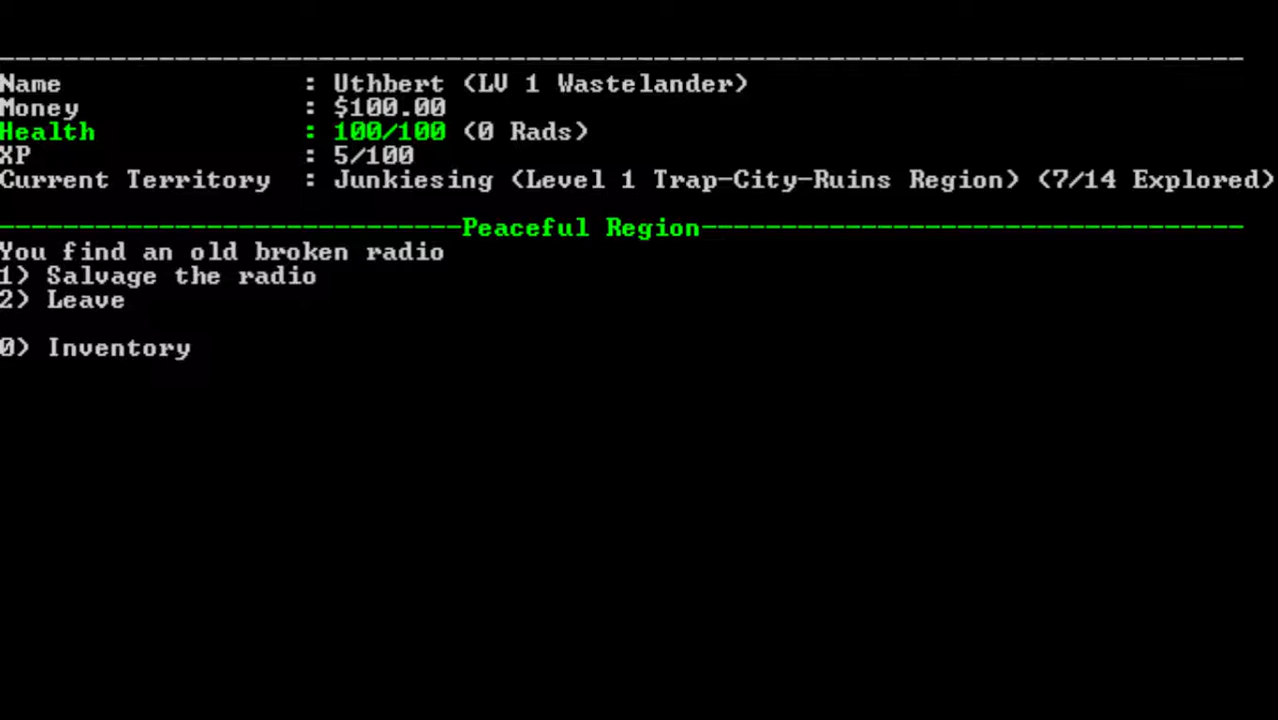 Name : Uthbert (LV 1 Wastelander)
Money : $100.00
Health : 100/100 (0 Rads)
XP : 5/100
Current Territory : Junkiesing (Level 1 Trap-City-Ruins Region) (7/14 Explored)
-----------------------------Peaceful Region----------------------------------
You find an old broken radio
1) Salvage the radio
2) Leave
0) Inventory